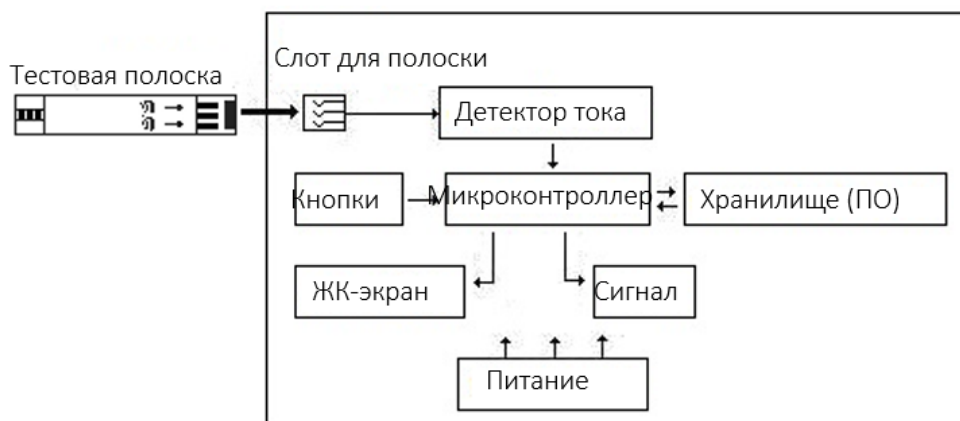 Слот для полоски
Тестовая полоска
Детектор тока
Кнопки
Микроконтроллер
Хранилище (ПО)
ЖК-экран
Сигнал
Питание